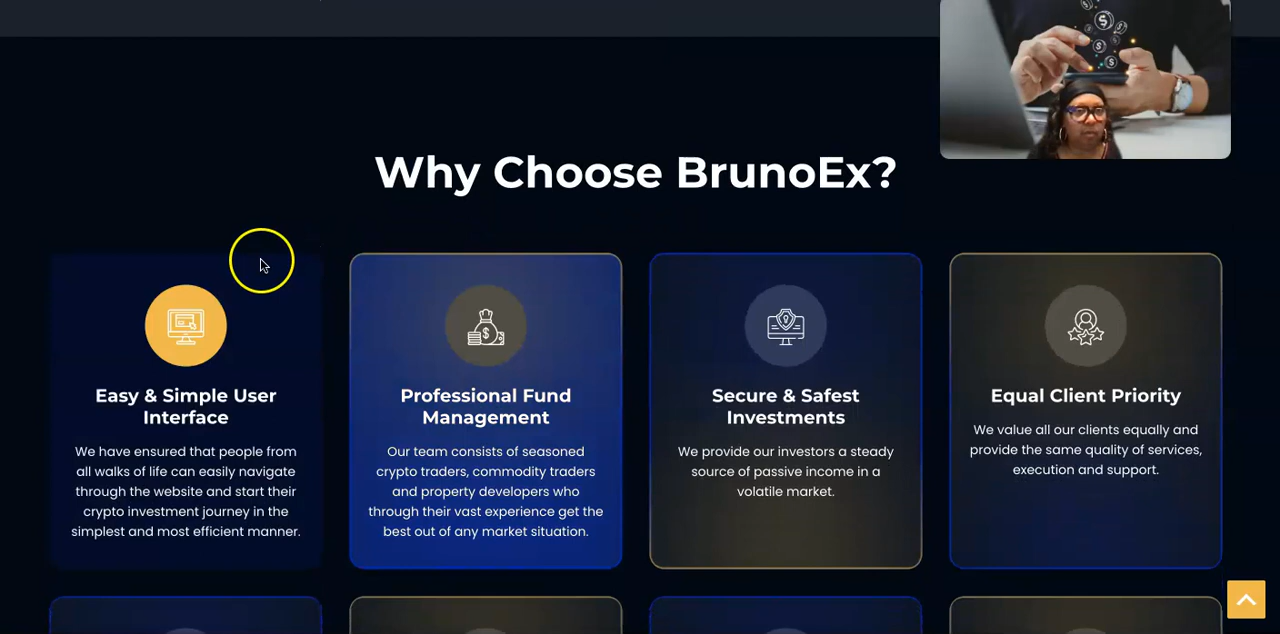 Why Choose BrunoEx?
Easy & Simple User
Interface
We have ensured that people from
all walks of life can easily navigate
through the website and start their
crypto investment journey in the
simplest and most efficient manner.
Professional Fund
Management
Our team consists of seasoned
crypto traders, commodity traders
and property developers who
through their vast experience get the
best out of any market situation.
Secure & Safest
Investments
We provide our investors a steady
source of passive income in a
volatile market.
Equal Client Priority
We value all our clients equally and
provide the same quality of services,
execution and support.